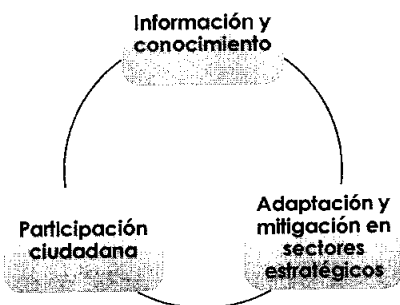 Información y
conocimiento
Adaptación y
mitigación en
sectores
estratégicos
Participación
ciudadana